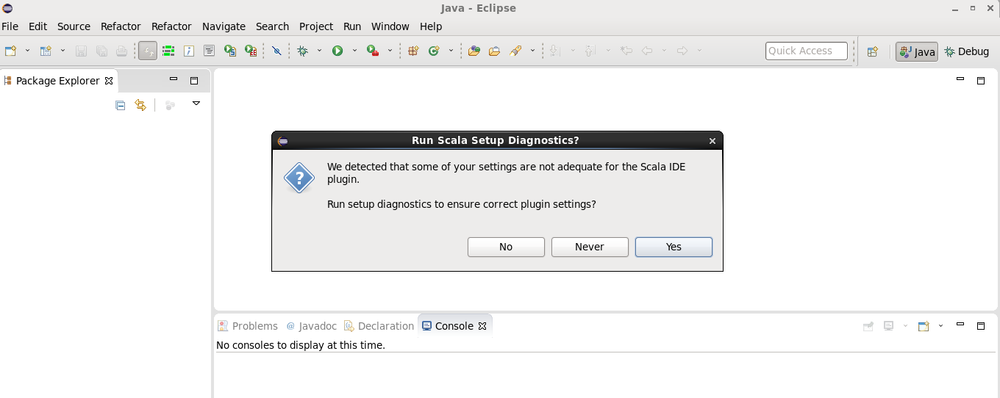 Java - Eclipse
File Edit Source Refactor Refactor Navigate Search Project Run Window Help
Quick Access Java Debug
Package Explorer
Run Scala Setup Diagnostics?
We detected that some of your settings are not adequate for the Scala IDE
plugin.
Run setup diagnostics to ensure correct plugin settings?
No Never Yes
Problems @ Javadoc Declaration Console
No consoles to display at this time.